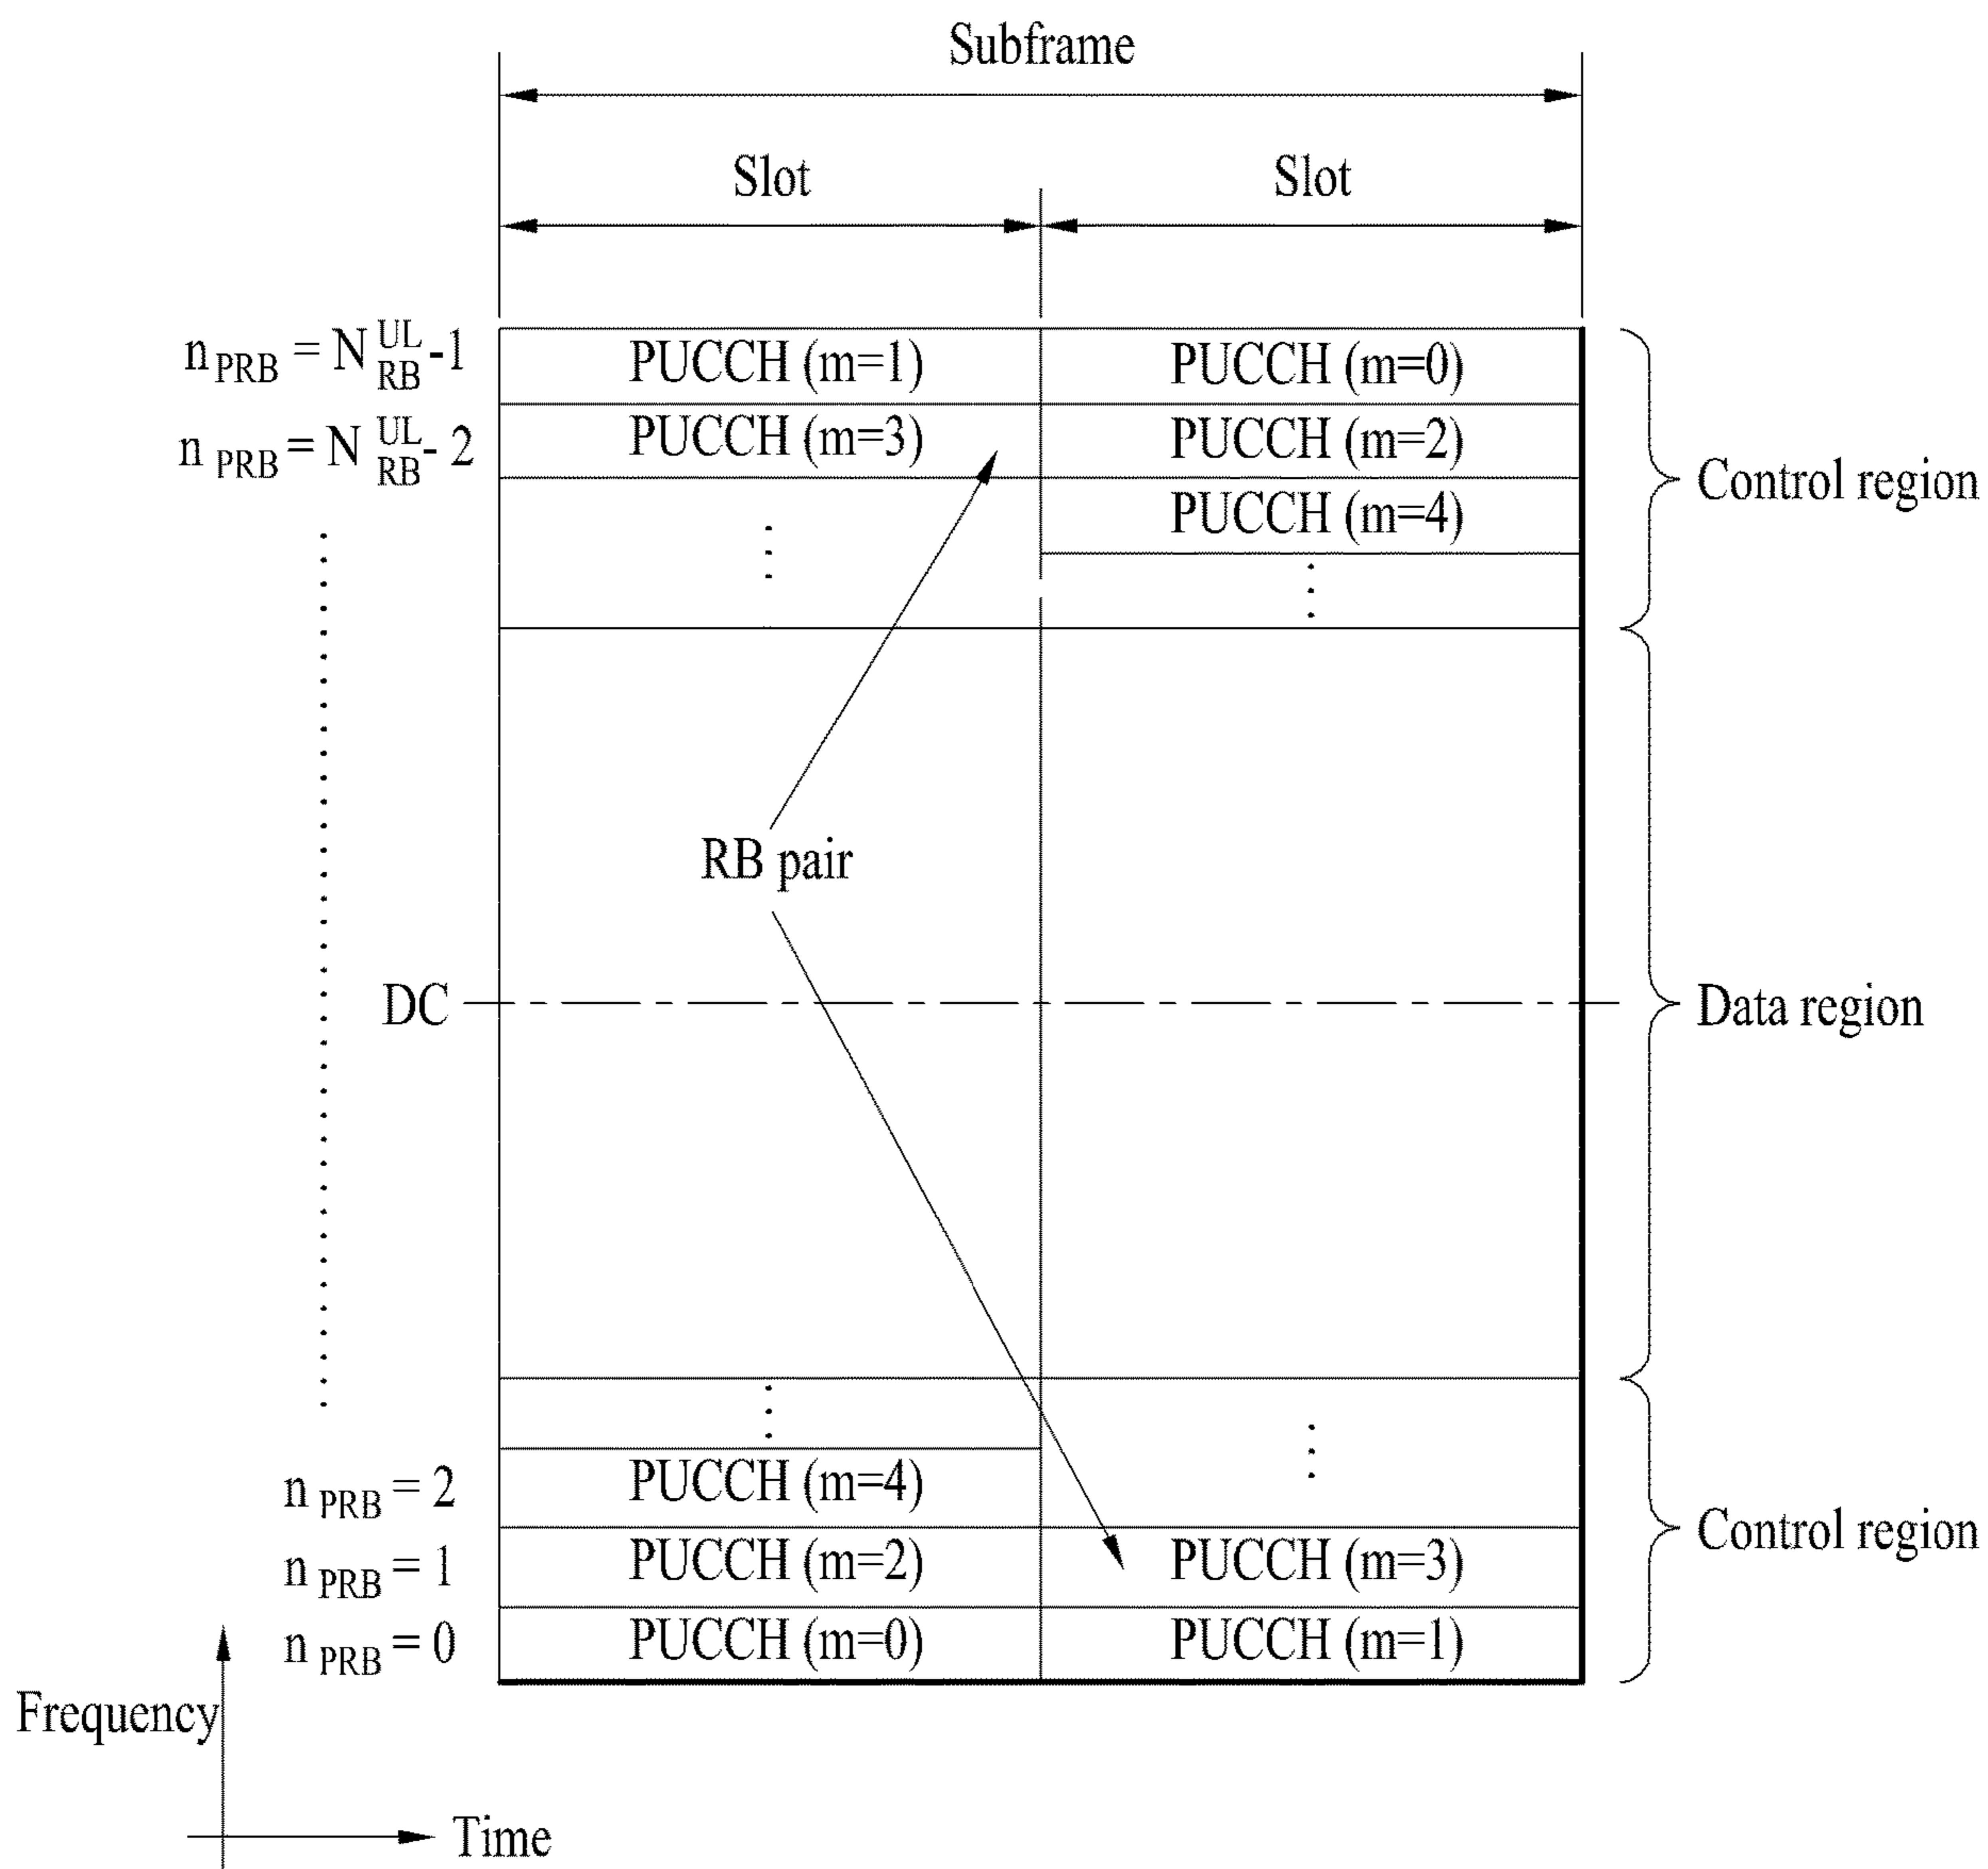 Subframe
Slot Slot
n PRB = N UL RB -1 PUCCH (m=1) PUCCH (m=0)
n PRB = N UL RB - 2 PUCCH (m=3) PUCCH (m=2)
PUCCH (m=4)
Control region
RB pair
DC
Data region
n PRB = 2 PUCCH (m=4)
n PRB = 1 PUCCH (m=2) PUCCH (m=3)
Control region
n PRB = 0 PUCCH (m=0) PUCCH (m=1)
Frequency
Time